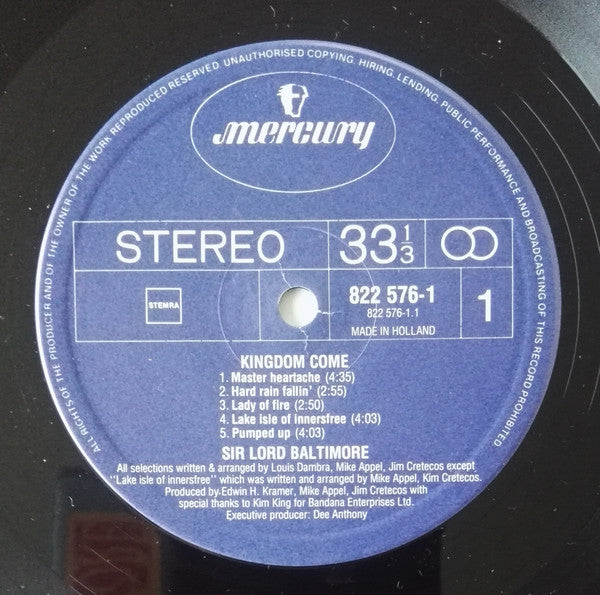 ALL RIGHTS OF THE PRODUCER AND OF THE OWNER OF THE WORK REPRODUCED RESERVED. UNAUTHORISED COPYING, HIRING, LENDING, PUBLIC PERFORMANCE AND BROADCASTING OF THIS RECORD PROHIBITED
mercury
STEREO 33 1/3
STEMRA
822 576-1
822 576-1.1
MADE IN HOLLAND
1
KINGDOM COME
1. Master heartache (4:35)
2. Hard rain fallin' (2:55)
3. Lady of fire (2:50)
4. Lake isle of innersfree (4:03)
5. Pumped up (4:03)
SIR LORD BALTIMORE
All selections written & arranged by Louis Dambra, Mike Appel, Jim Cretecos except
"Lake isle of innersfree" which was written and arranged by Mike Appel, Kim Cretecos.
Produced by Edwin H. Kramer, Mike Appel, Jim Cretecos with
special thanks to Kim King for Bandana Enterprises Ltd.
Executive producer: Dee Anthony